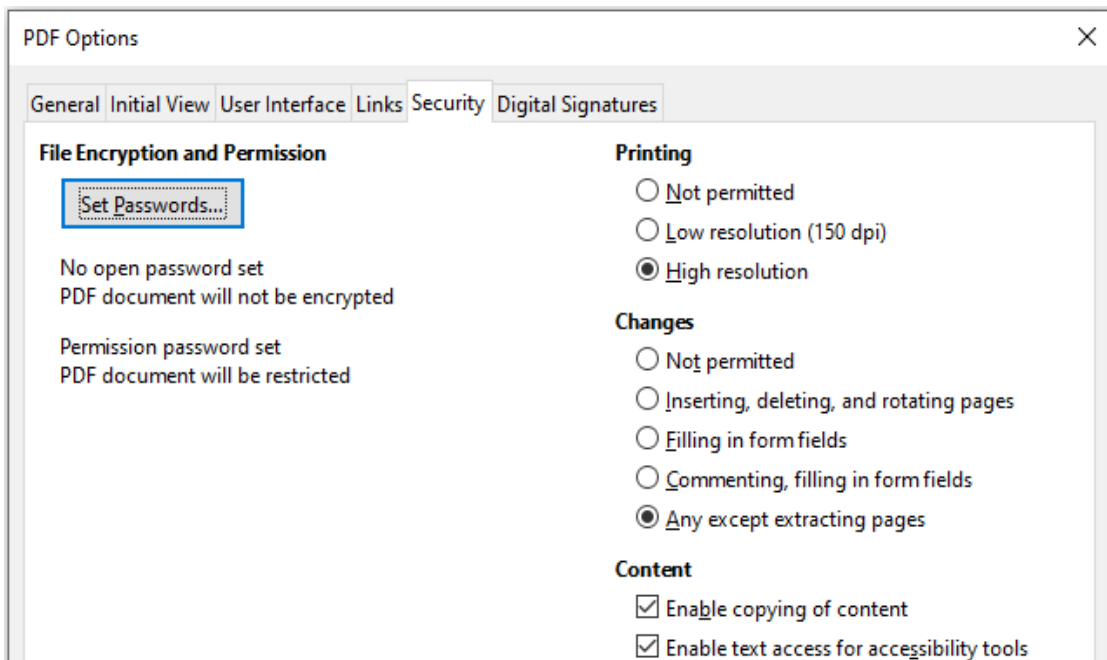 PDF Options
General Initial View User Interface Links Security Digital Signatures
File Encryption and Permission
Set Passwords...
No open password set
PDF document will not be encrypted
Permission password set
PDF document will be restricted
Printing
Not permitted
Low resolution (150 dpi)
High resolution
Changes
Not permitted
Inserting, deleting, and rotating pages
Filling in form fields
Commenting, filling in form fields
Any except extracting pages
Content
Enable copying of content
Enable text access for accessibility tools